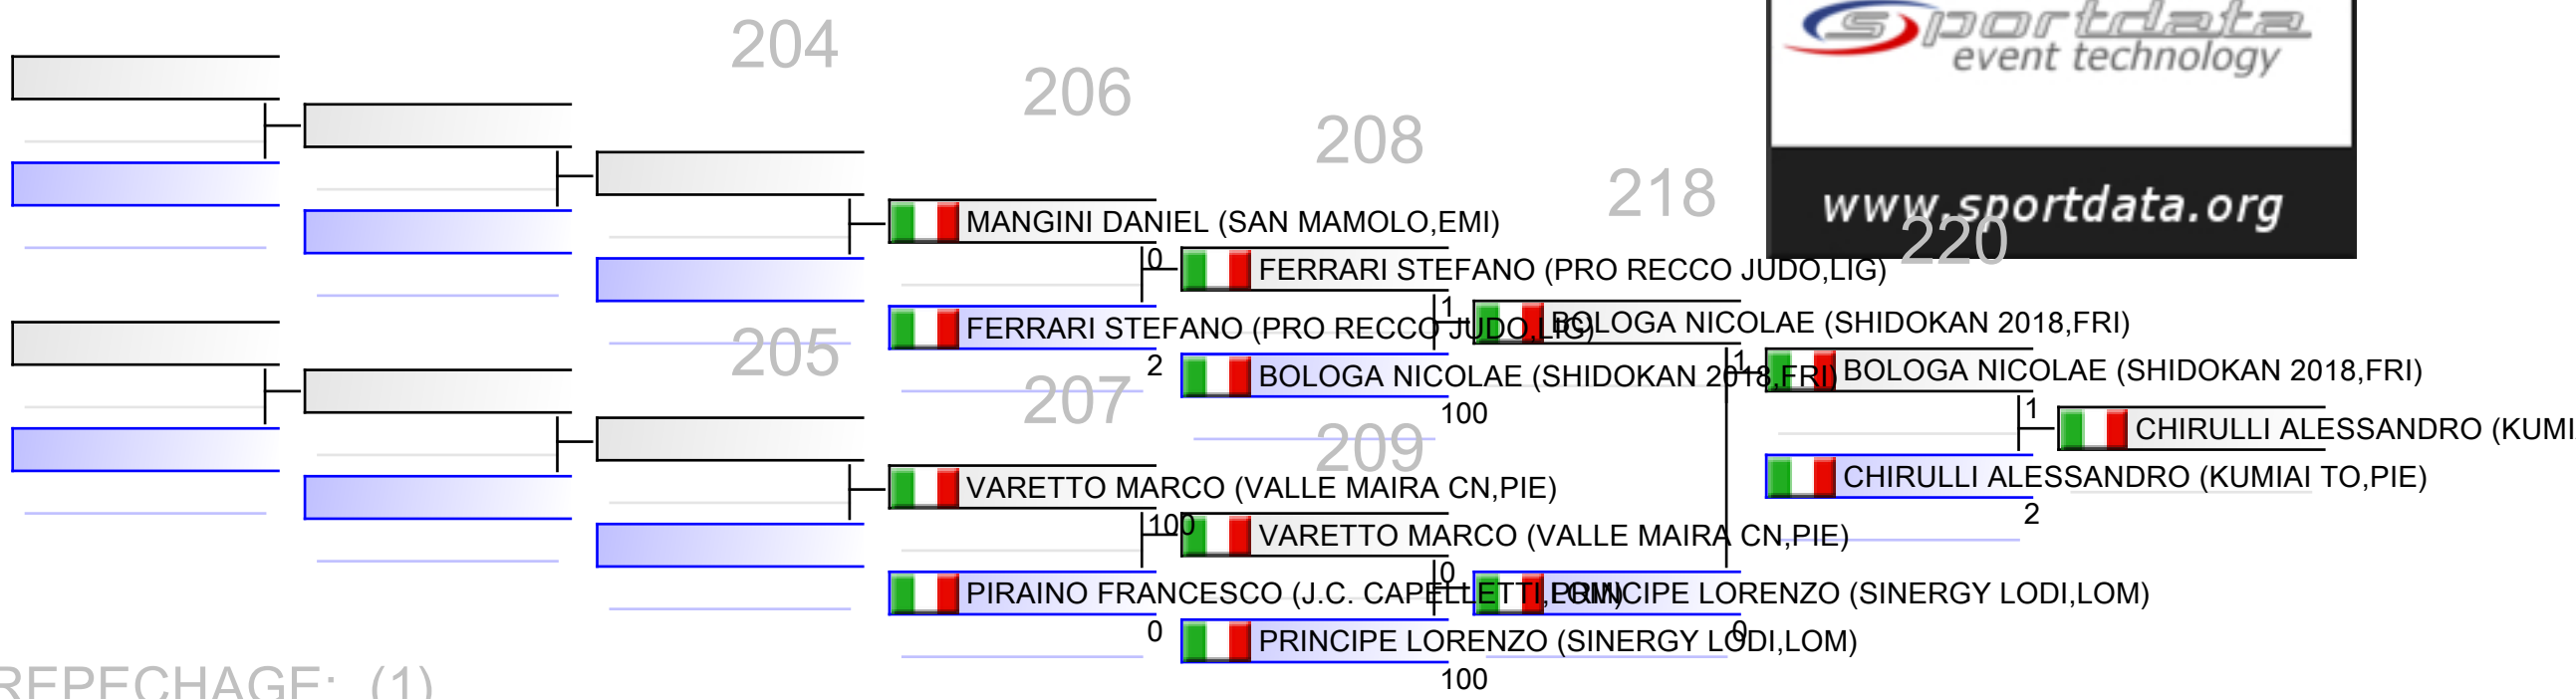 sportdata
event technology
www.sportdata.org
204
206
208
218
220
MANGINI DANIEL (SAN MAMOLO,EMI)
0
FERRARI STEFANO (PRO RECCO JUDO,LIG)
1
FERRARI STEFANO (PRO RECCO JUDO,LIG)
BOLOGA NICOLAE (SHIDOKAN 2018,FRI)
205
2
BOLOGA NICOLAE (SHIDOKAN 2018,FRI)
1
BOLOGA NICOLAE (SHIDOKAN 2018,FRI)
207
100
1
209
CHIRULLI ALESSANDRO (KUMI
VARETTO MARCO (VALLE MAIRA CN,PIE)
CHIRULLI ALESSANDRO (KUMIAI TO,PIE)
100
2
VARETTO MARCO (VALLE MAIRA CN,PIE)
0
PIRAINO FRANCESCO (J.C. CAPELLETTI,LOM)
PRINCIPE LORENZO (SINERGY LODI,LOM)
0
PRINCIPE LORENZO (SINERGY LODI,LOM)
0
100
REPECHAGE: (1)